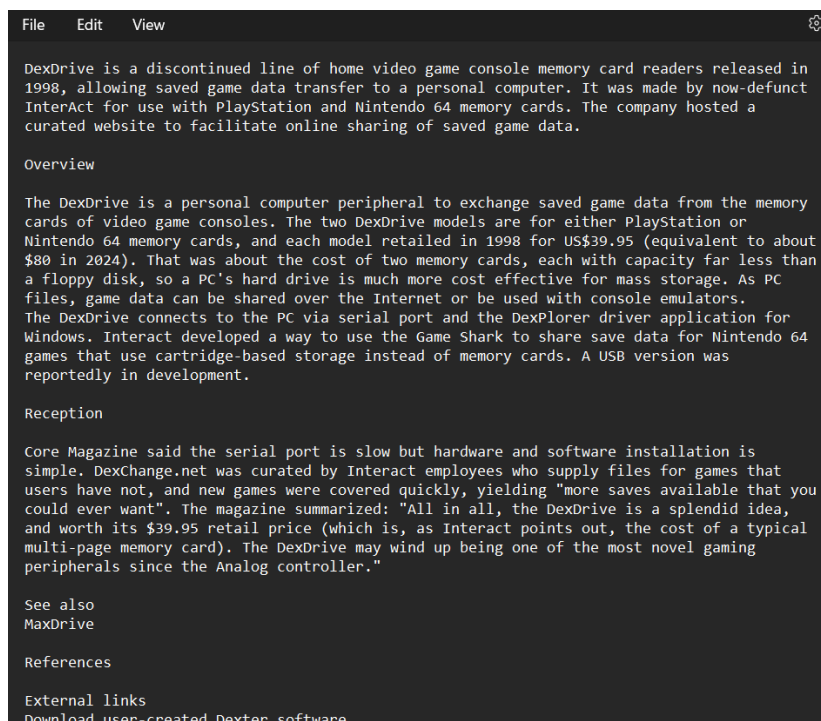 File Edit View
DexDrive is a discontinued line of home video game console memory card readers released in
1998, allowing saved game data transfer to a personal computer. It was made by now-defunct
InterAct for use with PlayStation and Nintendo 64 memory cards. The company hosted a
curated website to facilitate online sharing of saved game data.
Overview
The DexDrive is a personal computer peripheral to exchange saved game data from the memory
cards of video game consoles. The two DexDrive models are for either PlayStation or
Nintendo 64 memory cards, and each model retailed in 1998 for US$39.95 (equivalent to about
$80 in 2024). That was about the cost of two memory cards, each with capacity far less than
a floppy disk, so a PC's hard drive is much more cost effective for mass storage. As PC
files, game data can be shared over the Internet or be used with console emulators.
The DexDrive connects to the PC via serial port and the DexPlorer driver application for
Windows. Interact developed a way to use the Game Shark to share save data for Nintendo 64
games that use cartridge-based storage instead of memory cards. A USB version was
reportedly in development.
Reception
Core Magazine said the serial port is slow but hardware and software installation is
simple. DexChange.net was curated by Interact employees who supply files for games that
users have not, and new games were covered quickly, yielding "more saves available that you
could ever want". The magazine summarized: "All in all, the DexDrive is a splendid idea,
and worth its $39.95 retail price (which is, as Interact points out, the cost of a typical
multi-page memory card). The DexDrive may wind up being one of the most novel gaming
peripherals since the Analog controller."
See also
MaxDrive
References
External links
Download user-created Dexter software